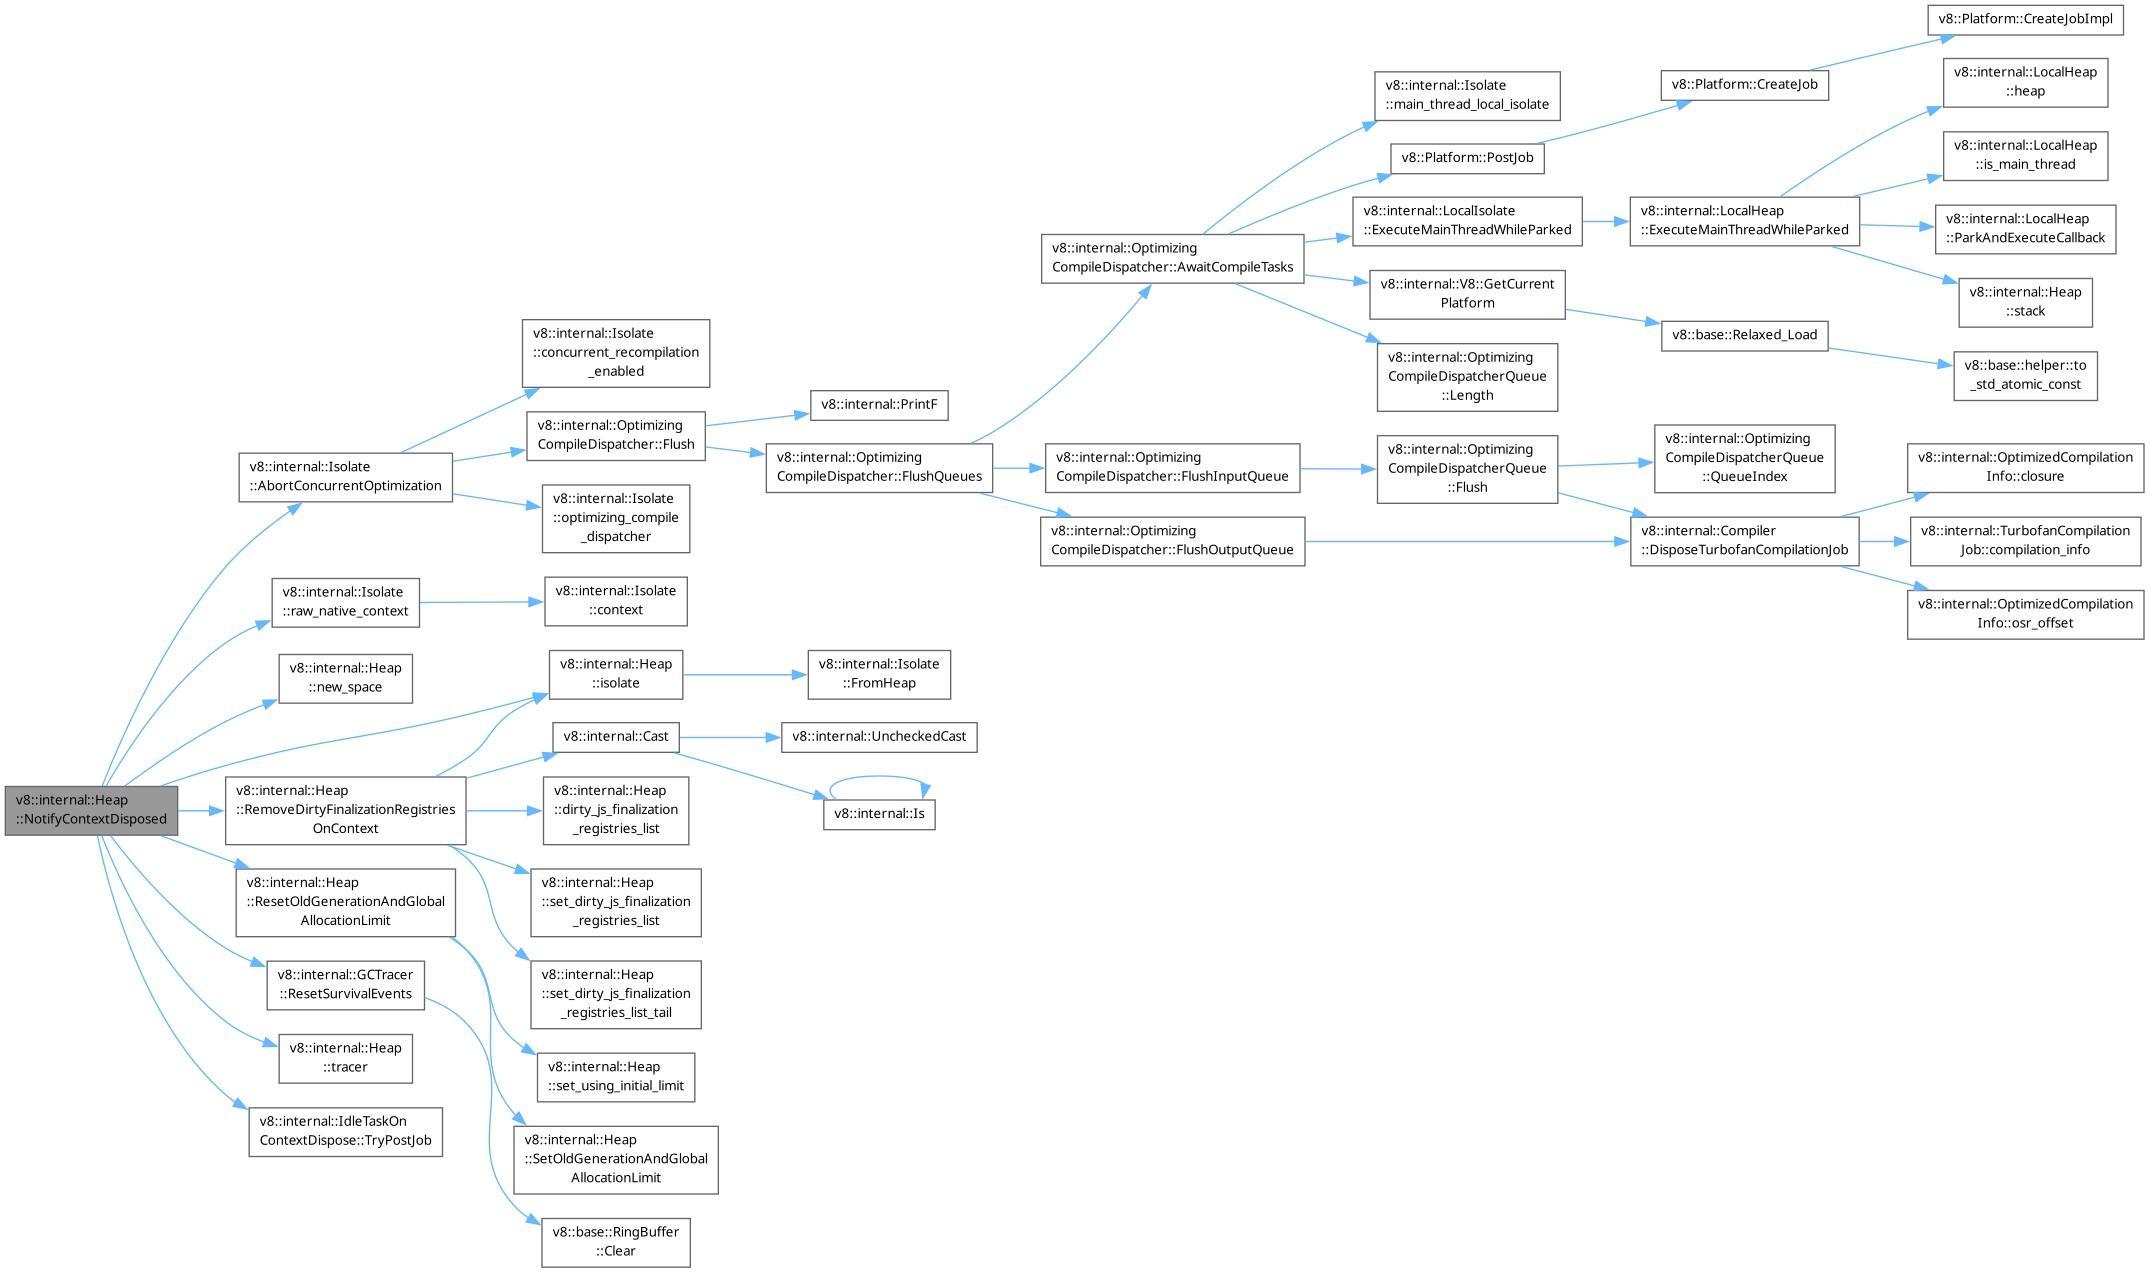 v8::internal::Heap
::NotifyContextDisposed
v8::internal::Isolate
::AbortConcurrentOptimization
v8::internal::Isolate
::concurrent_recompilation
_enabled
v8::internal::Optimizing
CompileDispatcher::Flush
v8::internal::PrintF
v8::internal::Optimizing
CompileDispatcher::FlushQueues
v8::internal::Optimizing
CompileDispatcher::AwaitCompileTasks
v8::internal::Isolate
::main_thread_local_isolate
v8::Platform::PostJob
v8::Platform::CreateJob
v8::Platform::CreateJobImpl
v8::internal::LocalIsolate
::ExecuteMainThreadWhileParked
v8::internal::LocalHeap
::ExecuteMainThreadWhileParked
v8::internal::LocalHeap
::heap
v8::internal::LocalHeap
::is_main_thread
v8::internal::LocalHeap
::ParkAndExecuteCallback
v8::internal::Heap
::stack
v8::internal::V8::GetCurrent
Platform
v8::base::Relaxed_Load
v8::base::helper::to
_std_atomic_const
v8::internal::Optimizing
CompileDispatcherQueue
::Length
v8::internal::Optimizing
CompileDispatcher::FlushInputQueue
v8::internal::Optimizing
CompileDispatcherQueue
::Flush
v8::internal::Optimizing
CompileDispatcherQueue
::QueueIndex
v8::internal::Optimizing
CompileDispatcher::FlushOutputQueue
v8::internal::Compiler
::DisposeTurbofanCompilationJob
v8::internal::OptimizedCompilation
Info::closure
v8::internal::TurbofanCompilation
Job::compilation_info
v8::internal::OptimizedCompilation
Info::osr_offset
v8::internal::Isolate
::optimizing_compile
_dispatcher
v8::internal::Isolate
::raw_native_context
v8::internal::Isolate
::context
v8::internal::Heap
::new_space
v8::internal::Heap
::isolate
v8::internal::Isolate
::FromHeap
v8::internal::Heap
::RemoveDirtyFinalizationRegistries
OnContext
v8::internal::Cast
v8::internal::UncheckedCast
v8::internal::Is
v8::internal::Heap
::dirty_js_finalization
_registries_list
v8::internal::Heap
::set_dirty_js_finalization
_registries_list
v8::internal::Heap
::set_dirty_js_finalization
_registries_list_tail
v8::internal::Heap
::ResetOldGenerationAndGlobal
AllocationLimit
v8::internal::Heap
::set_using_initial_limit
v8::internal::Heap
::SetOldGenerationAndGlobal
AllocationLimit
v8::internal::GCTracer
::ResetSurvivalEvents
v8::base::RingBuffer
::Clear
v8::internal::Heap
::tracer
v8::internal::IdleTaskOn
ContextDispose::TryPostJob